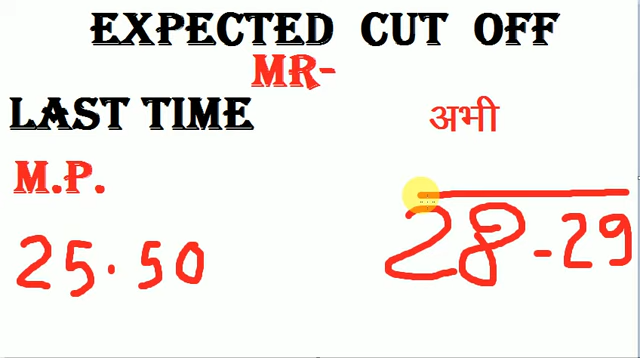 EXPECTED CUT OFF
MR-
LAST TIME अभी
M.P.
25.50 28-29